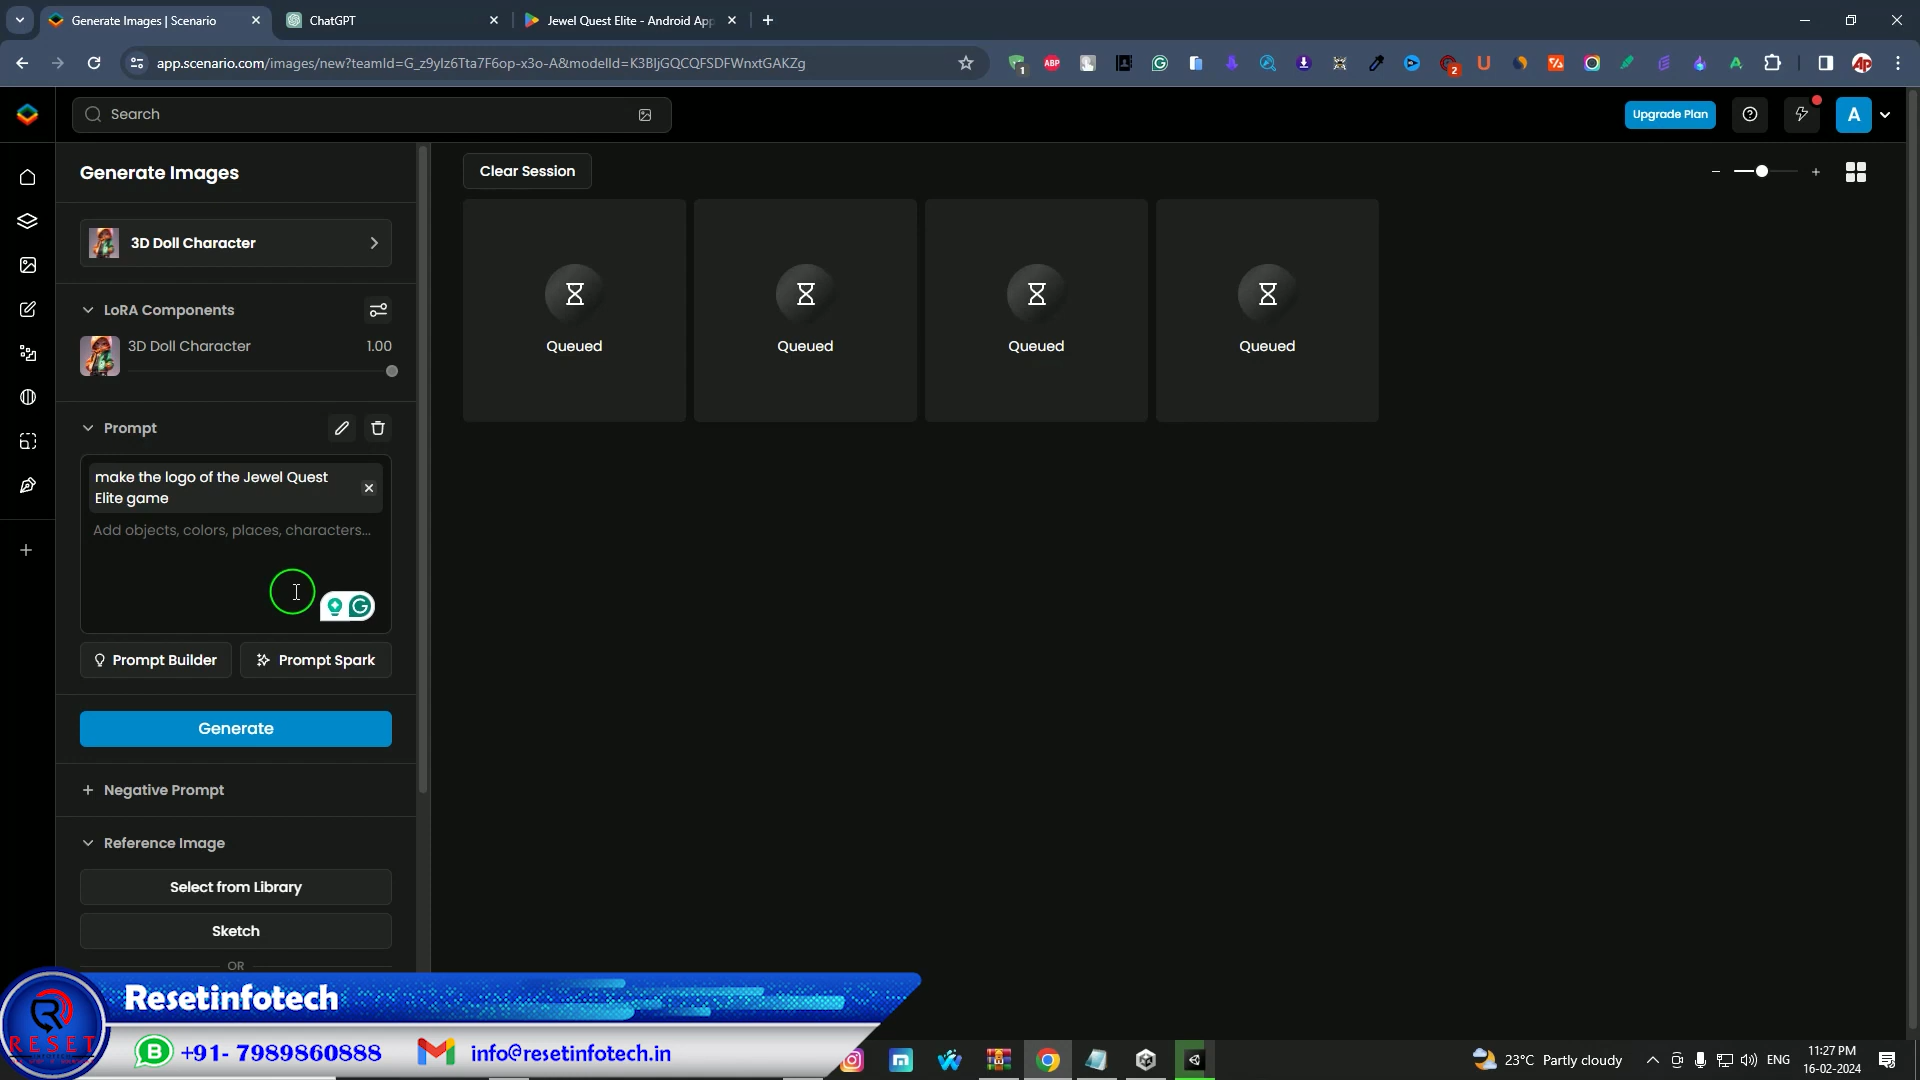 Generate Images | Scenario
ChatGPT
Jewel Quest Elite - Android App
app.scenario.com/images/new?teamId=G_z9ylz6Tta7F6op-x3o-A&modelId=K3BIjGQCQFSDFWnxtGAKZg
1
ABP
2
AP
Search
Upgrade Plan
A
Generate Images
Clear Session
3D Doll Character
LoRA Components
3D Doll Character
1.00
Queued
Queued
Queued
Queued
Prompt
make the logo of the Jewel Quest
Elite game
Add objects, colors, places, characters...
Prompt Builder
Prompt Spark
Generate
Negative Prompt
Reference Image
Select from Library
Sketch
OR
Resetinfotech
RESET
+91- 7989860888
info@resetinfotech.in
23°C Partly cloudy
ENG
11:27 PM
16-02-2024